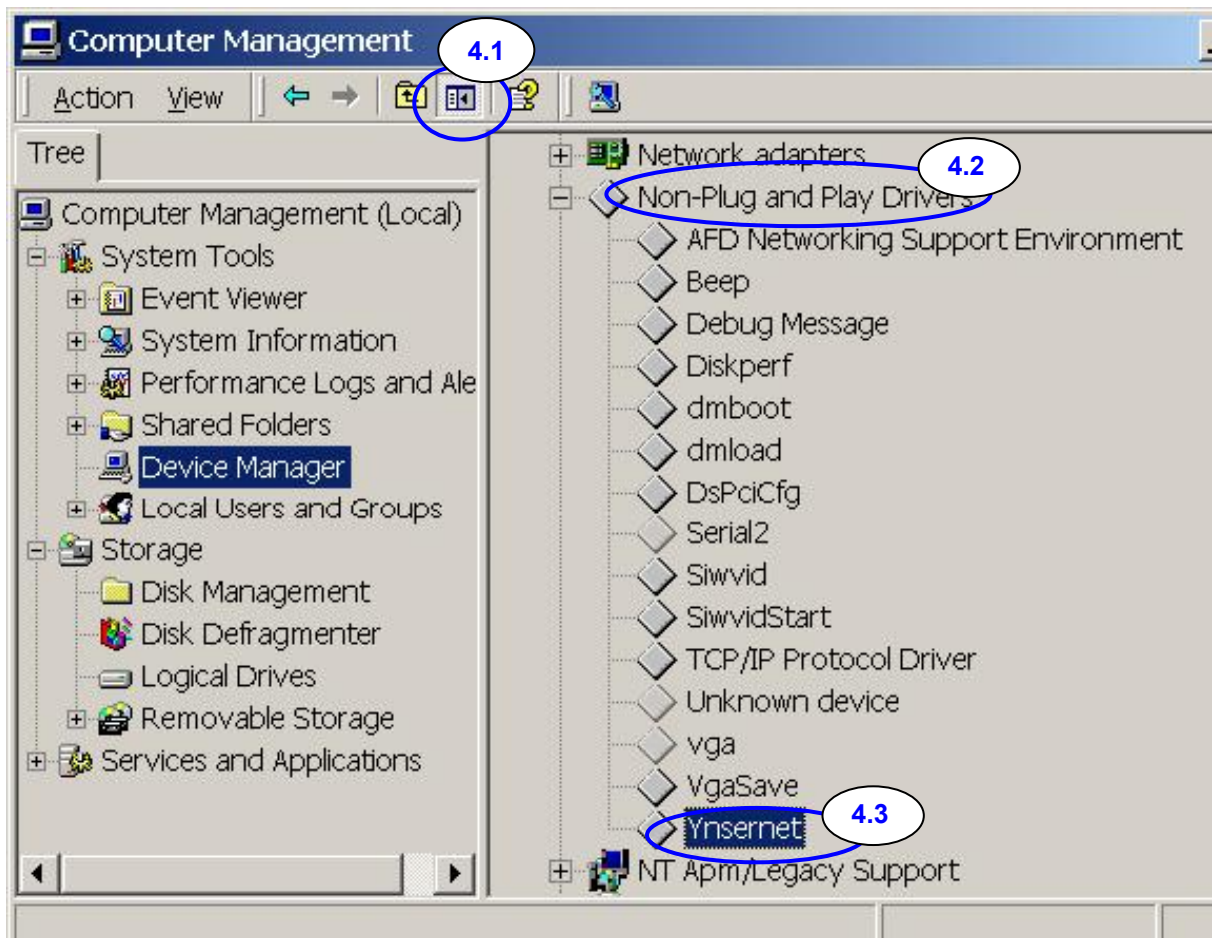 Computer Management
4.1
Action View
Tree
Computer Management (Local)
System Tools
Event Viewer
System Information
Performance Logs and Ale
Shared Folders
Device Manager
Local Users and Groups
Storage
Disk Management
Disk Defragmenter
Logical Drives
Removable Storage
Services and Applications
Network adapters
4.2
Non-Plug and Play Drivers
AFD Networking Support Environment
Beep
Debug Message
Diskperf
dmboot
dmload
DsPciCfg
Serial2
Siwvid
SiwvidStart
TCP/IP Protocol Driver
Unknown device
vga
VgaSave
Ynsernet
4.3
NT Apm/Legacy Support